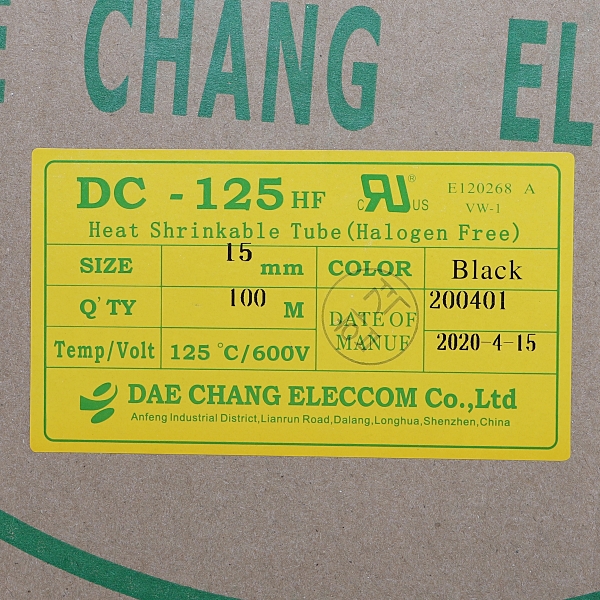 CHANG EL
DC -125 HF
c RU ® US
E120268 A
VW-1
Heat Shrinkable Tube (Halogen Free)
SIZE 15 mm COLOR Black
Q'TY 100 M
DATE OF MANUF 200401
Temp/Volt 125 °C/600V 2020-4-15
DAE CHANG ELECCOM Co.,Ltd
Anfeng Industrial District,Lianrun Road,Dalang,Longhua,Shenzhen,China